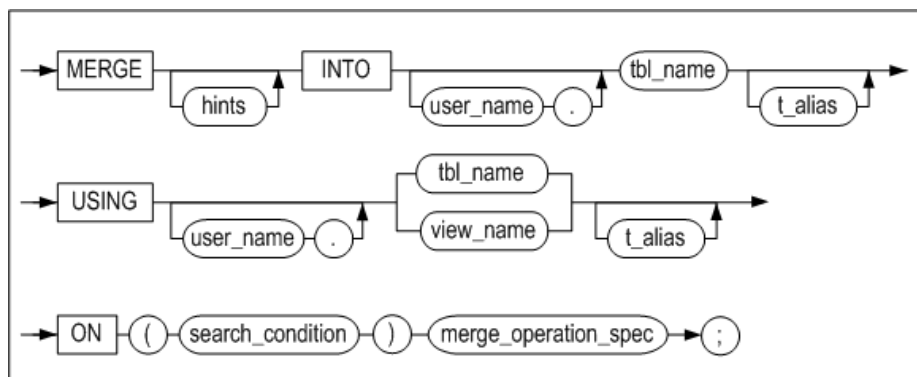 MERGE INTO tbl_name
hints user_name . t_alias
USING tbl_name
user_name . view_name t_alias
ON ( search_condition ) merge_operation_spec ;